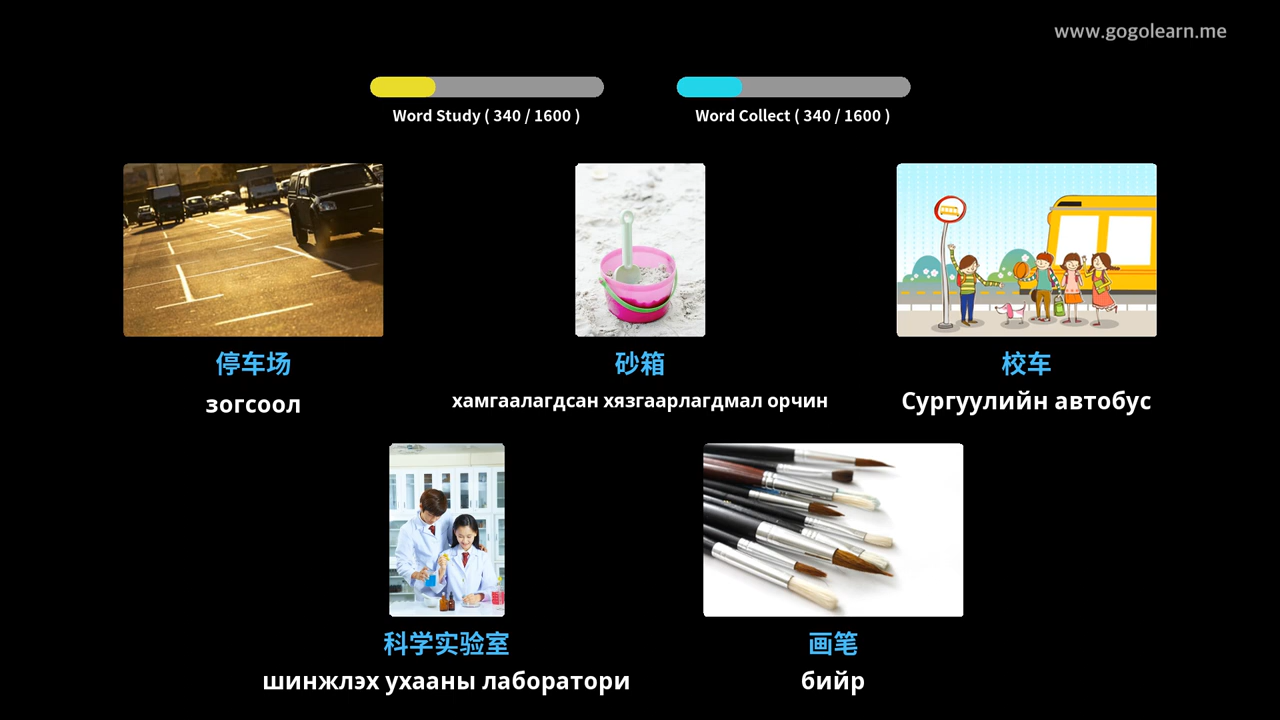 www.gogolearn.me
Word Study ( 340 / 1600 )
Word Collect ( 340 / 1600 )
停车场
зогсоол
砂箱
хамгаалагдсан хязгаарлагдмал орчин
校车
Сургуулийн автобус
科学实验室
шинжлэх ухааны лаборатори
画笔
бийр